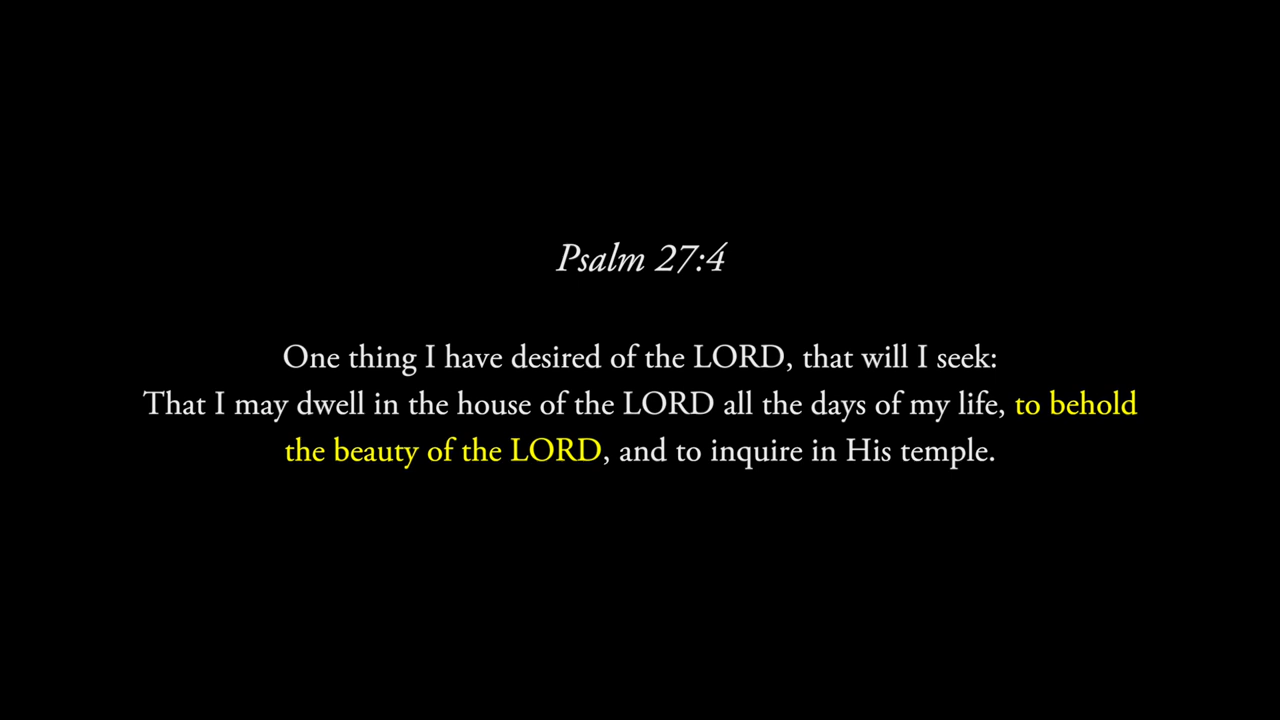 Psalm 27:4
One thing I have desired of the LORD, that will I seek:
That I may dwell in the house of the LORD all the days of my life, to behold
the beauty of the LORD, and to inquire in His temple.